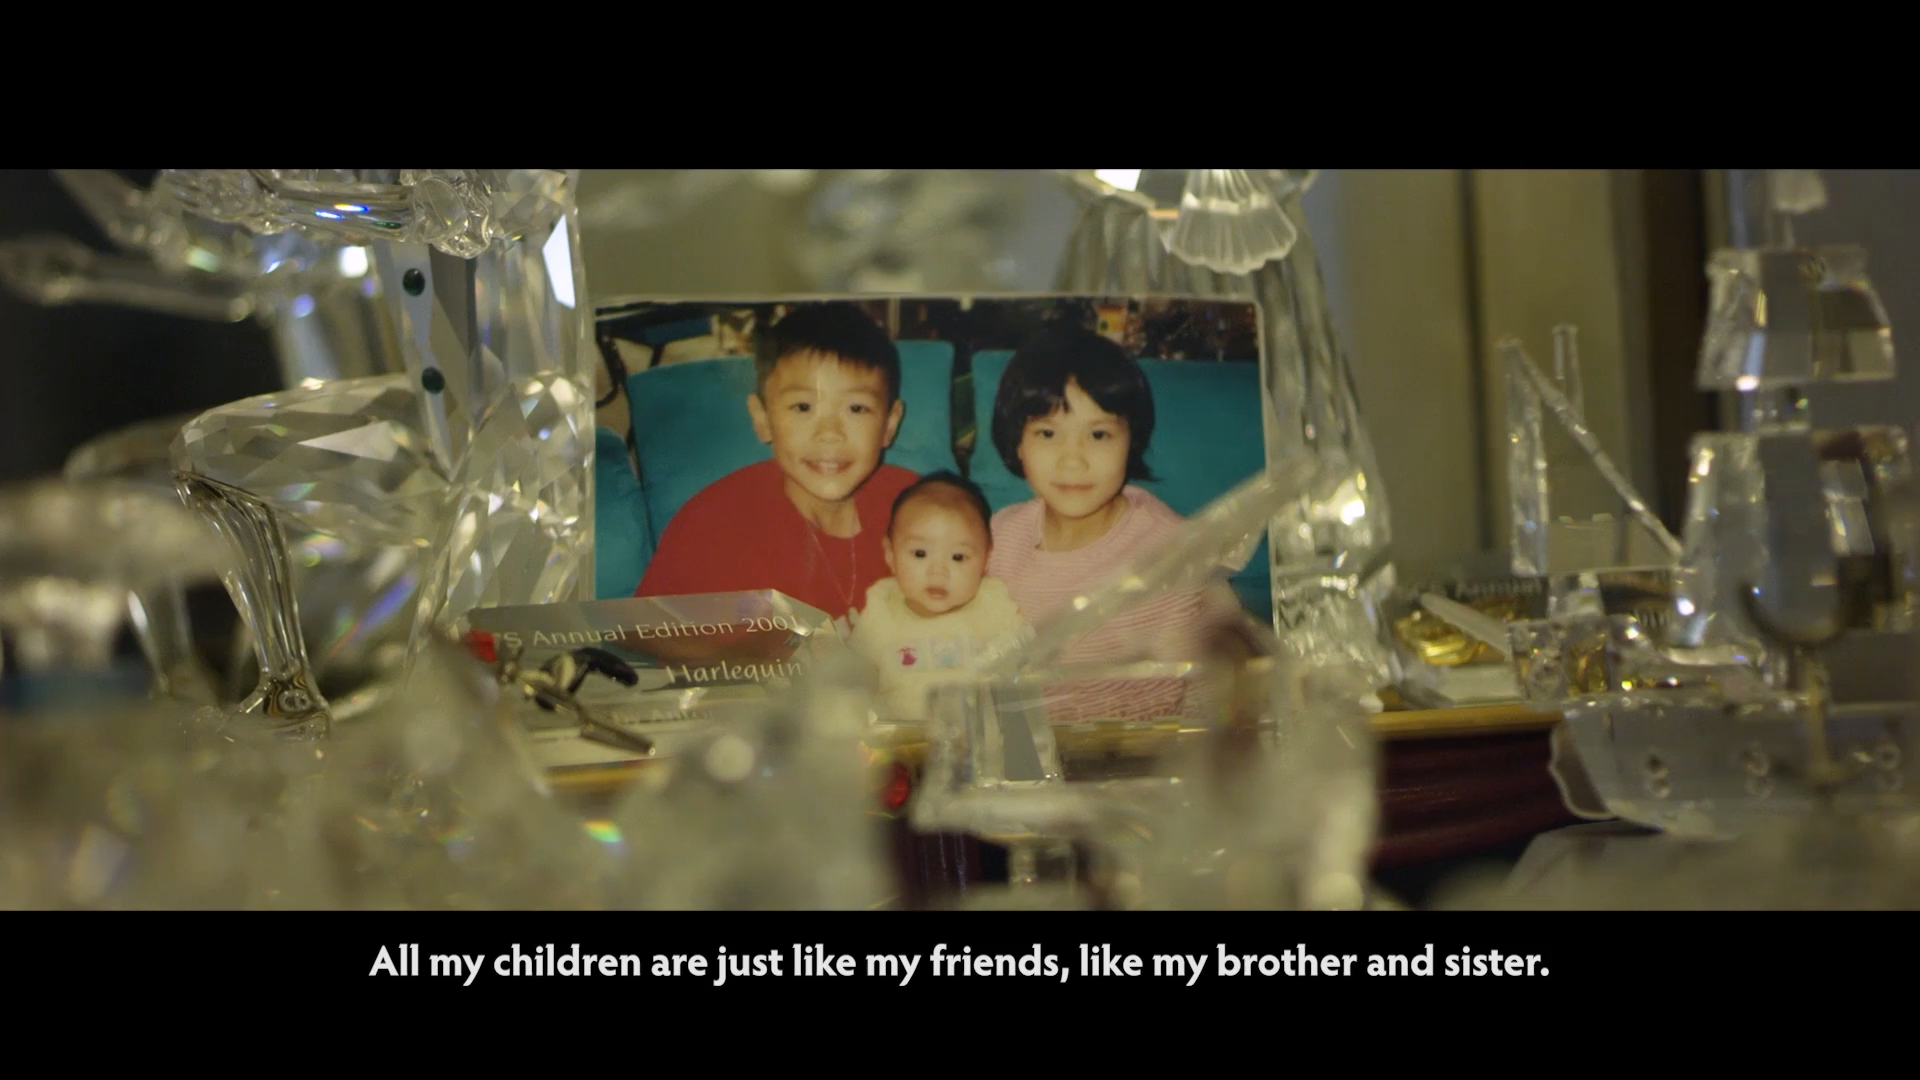 Annual Edition 2001
Harlequin
All my children are just like my friends, like my brother and sister.